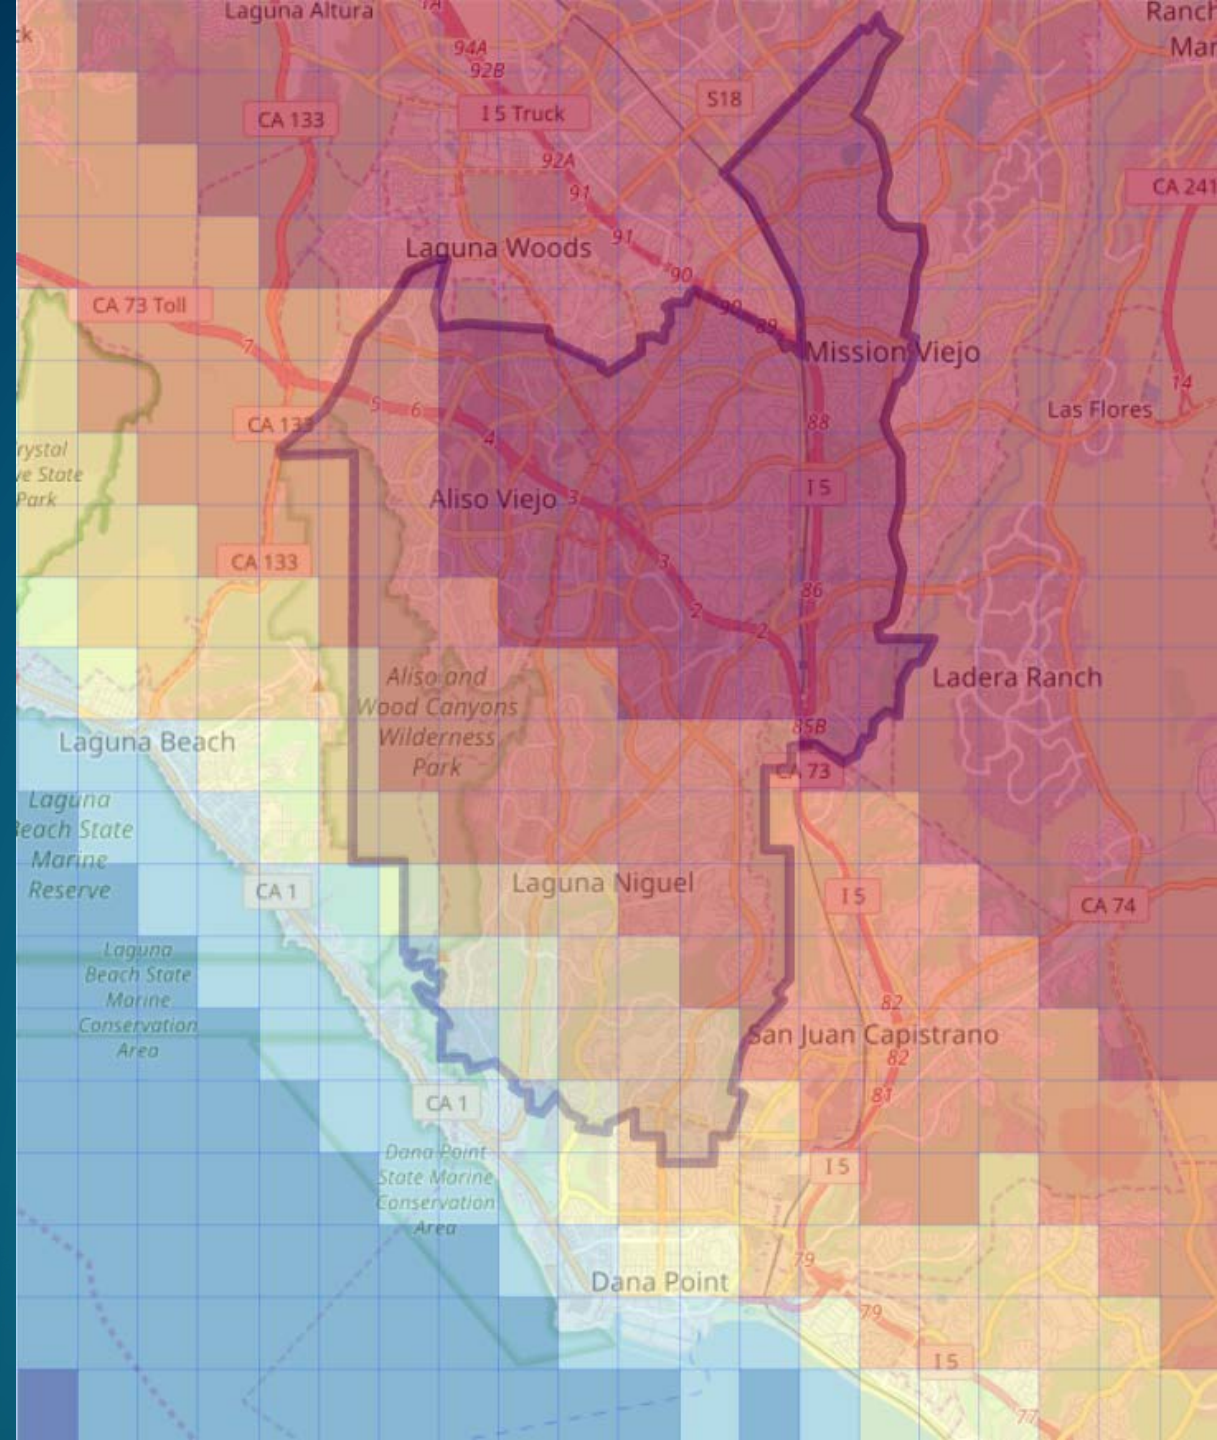 Laguna Altura
1A
Ranch
ck
Mar
94A
92B
S18
I 5 Truck
CA 133
92A
91
CA 241
91
Laguna Woods
90
CA 73 Toll
90
89
7
Mission Viejo
14
5
6
Las Flores
CA 133
88
4
rystal
ve State
Park
I 5
Aliso Viejo
3
CA 133
3
86
2
2
Aliso and
Wood Canyons
Wilderness
Park
Ladera Ranch
85B
Laguna Beach
CA 73
Laguna
Beach State
Marine
Reserve
Laguna Niguel
CA 1
I 5
CA 74
Laguna
Beach State
Marine
Conservation
Area
82
San Juan Capistrano
82
81
CA 1
Dana Point
State Marine
Conservation
Area
I 5
79
Dana Point
79
I 5
77